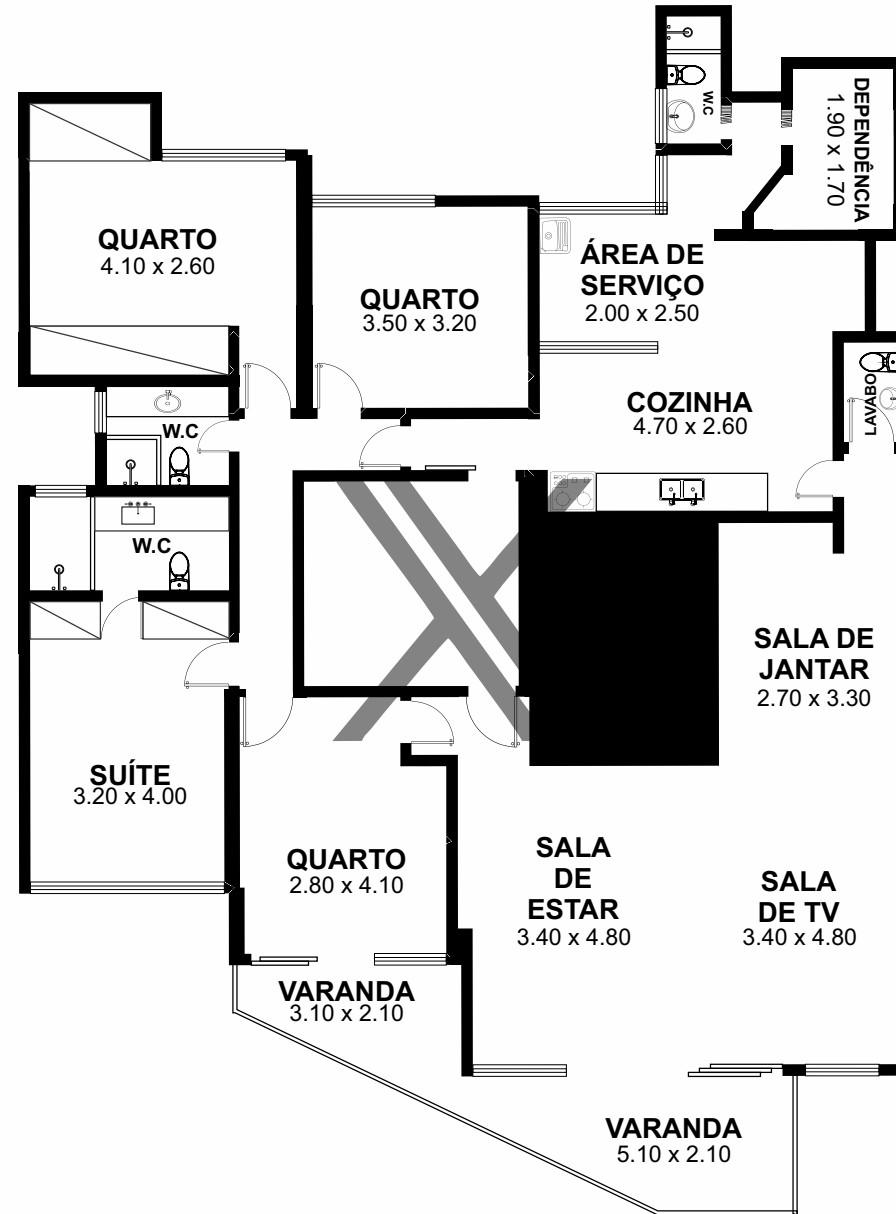 W.C
DEPENDÊNCIA
1.90 x 1.70
QUARTO
4.10 x 2.60
QUARTO
3.50 x 3.20
ÁREA DE
SERVIÇO
2.00 x 2.50
COZINHA
4.70 x 2.60
LAVABO
W.C
W.C
SALA DE
JANTAR
2.70 x 3.30
SUÍTE
3.20 x 4.00
QUARTO
2.80 x 4.10
SALA
DE
ESTAR
3.40 x 4.80
SALA
DE TV
3.40 x 4.80
VARANDA
3.10 x 2.10
VARANDA
5.10 x 2.10